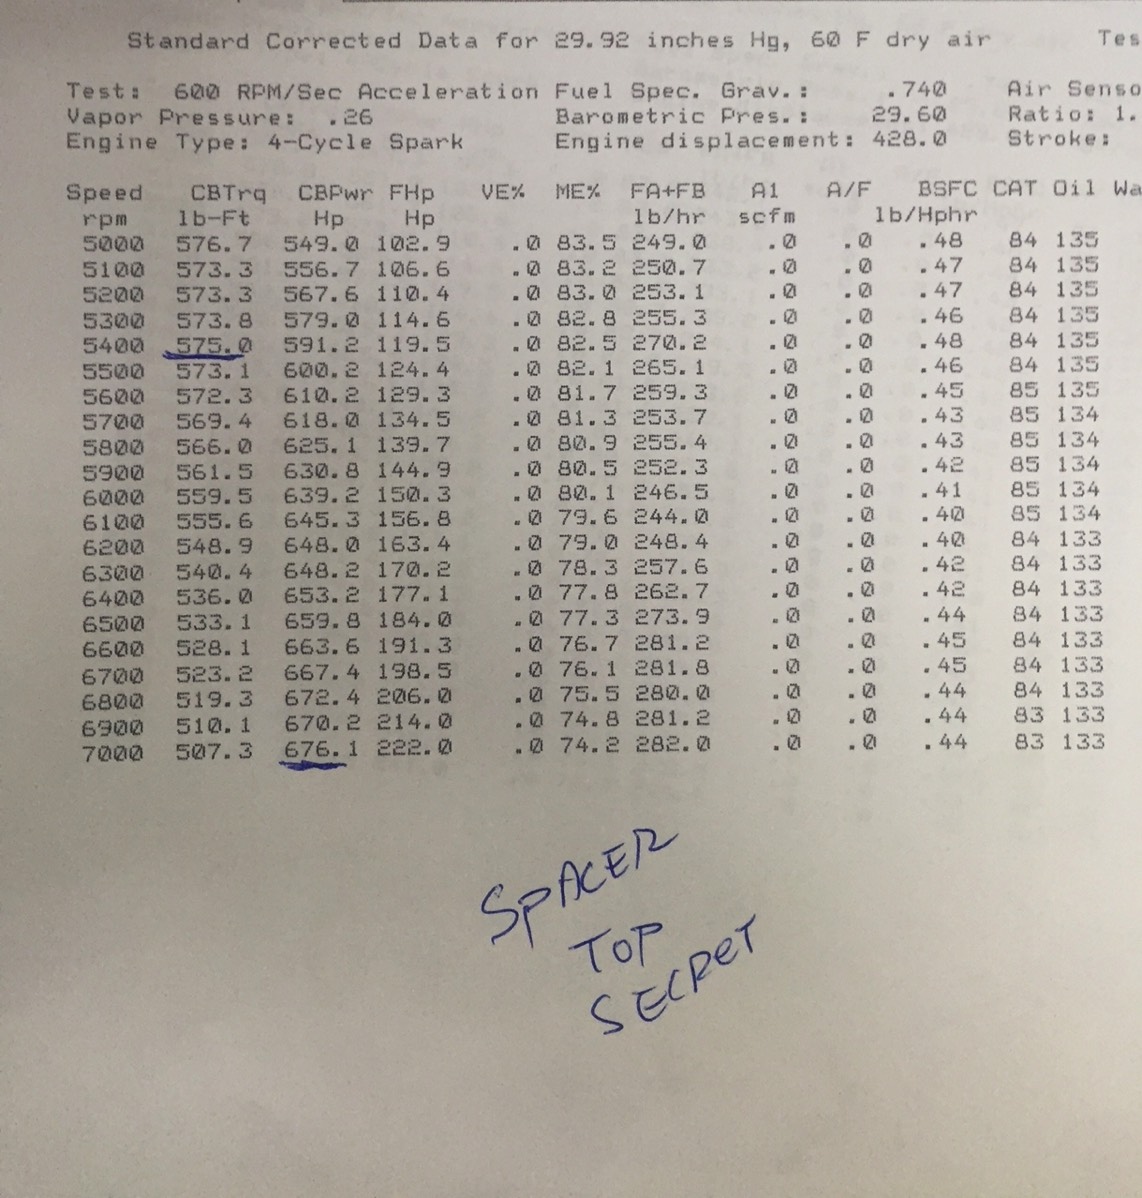 Standard Corrected Data for 29.92 inches Hg, 60 F dry air Tes
Test: 600 RPM/Sec Acceleration Fuel Spec. Grav.: .740 Air Senso
Vapor Pressure: .26 Barometric Pres.: 29.60 Ratio: 1.
Engine Type: 4-Cycle Spark Engine displacement: 428.0 Stroke:
Speed CBTrq CBPwr FHp VE% ME% FA+FB A1 A/F BSFC CAT Oil Wa
rpm lb-Ft Hp Hp lb/hr scfm lb/Hphr
5000 576.7 549.0 102.9 .0 83.5 249.0 .0 .0 .48 84 135
5100 573.3 556.7 106.6 .0 83.2 250.7 .0 .0 .47 84 135
5200 573.3 567.6 110.4 .0 83.0 253.1 .0 .0 .47 84 135
5300 573.8 579.0 114.6 .0 82.8 255.3 .0 .0 .46 84 135
5400 575.0 591.2 119.5 .0 82.5 270.2 .0 .0 .48 84 135
5500 573.1 600.2 124.4 .0 82.1 265.1 .0 .0 .46 84 135
5600 572.3 610.2 129.3 .0 81.7 259.3 .0 .0 .45 85 135
5700 569.4 618.0 134.5 .0 81.3 253.7 .0 .0 .43 85 134
5800 566.0 625.1 139.7 .0 80.9 255.4 .0 .0 .43 85 134
5900 561.5 630.8 144.9 .0 80.5 252.3 .0 .0 .42 85 134
6000 559.5 639.2 150.3 .0 80.1 246.5 .0 .0 .41 85 134
6100 555.6 645.3 156.8 .0 79.6 244.0 .0 .0 .40 85 134
6200 548.9 648.0 163.4 .0 79.0 248.4 .0 .0 .40 84 133
6300 540.4 648.2 170.2 .0 78.3 257.6 .0 .0 .42 84 133
6400 536.0 653.2 177.1 .0 77.8 262.7 .0 .0 .42 84 133
6500 533.1 659.8 184.0 .0 77.3 273.9 .0 .0 .44 84 133
6600 528.1 663.6 191.3 .0 76.7 281.2 .0 .0 .45 84 133
6700 523.2 667.4 198.5 .0 76.1 281.8 .0 .0 .45 84 133
6800 519.3 672.4 206.0 .0 75.5 280.0 .0 .0 .44 84 133
6900 510.1 670.2 214.0 .0 74.8 281.2 .0 .0 .44 83 133
7000 507.3 676.1 222.0 .0 74.2 282.0 .0 .0 .44 83 133
SPACER
TOP
SECRET